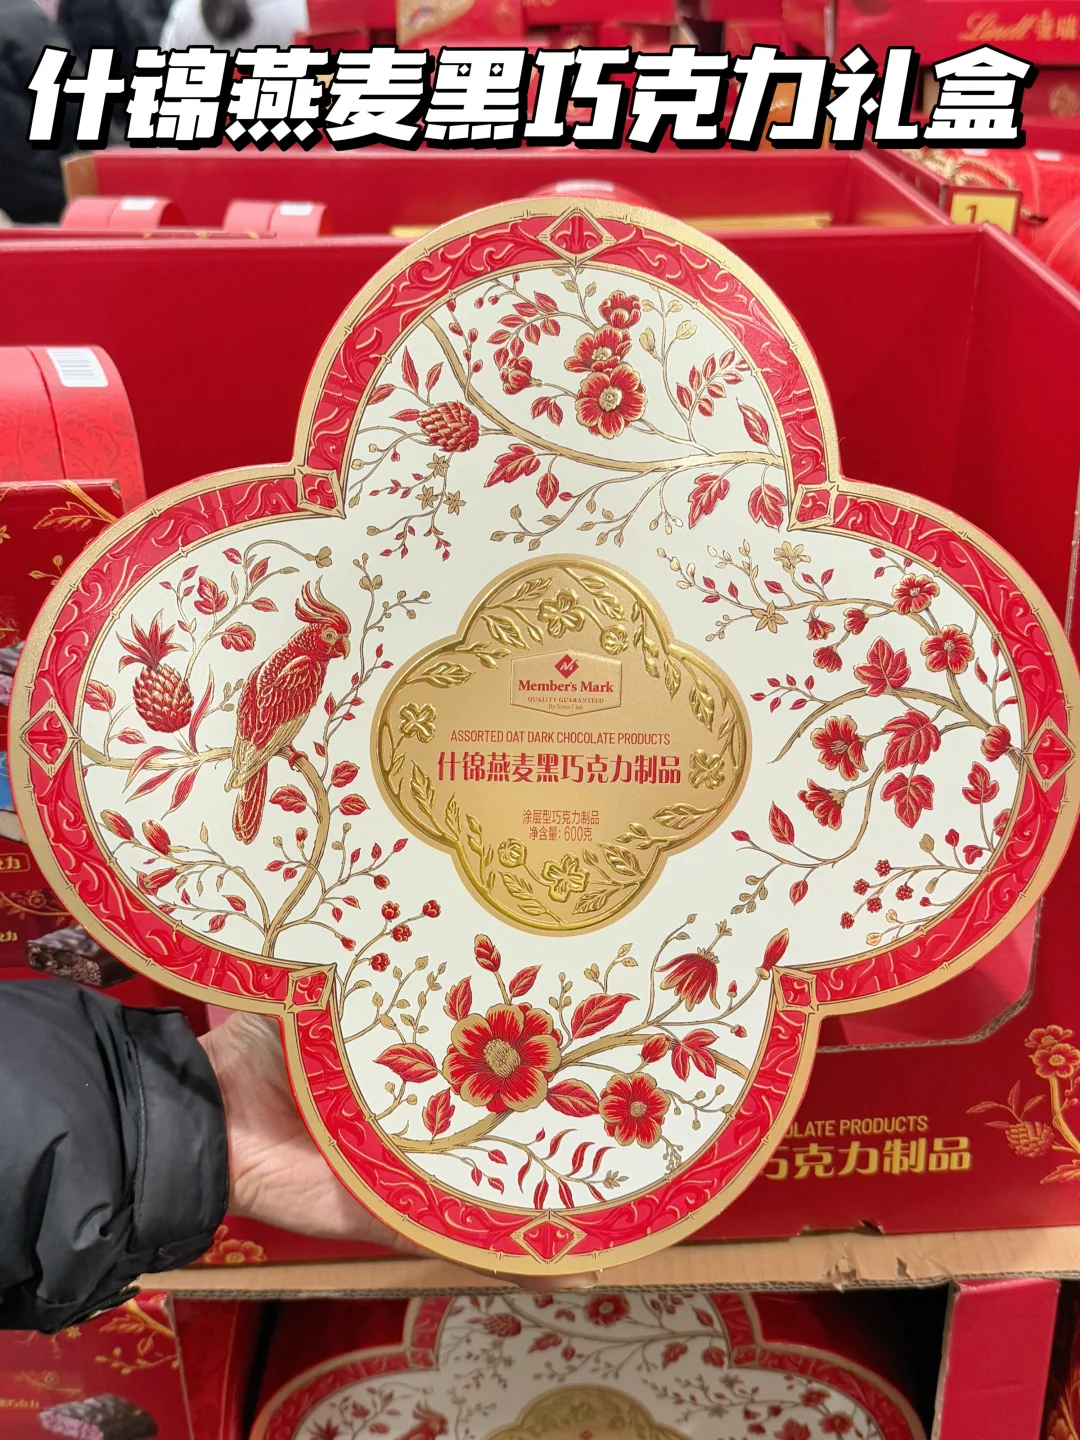 什锦燕麦黑巧克力礼盒
Lindt 瑞
Member's Mark
QUALITY GUARANTEED
By Sam's Club
ASSORTED OAT DARK CHOCOLATE PRODUCTS
什锦燕麦黑巧克力制品
涂层型巧克力制品
净含量：600克
OLATE PRODUCTS
巧克力制品